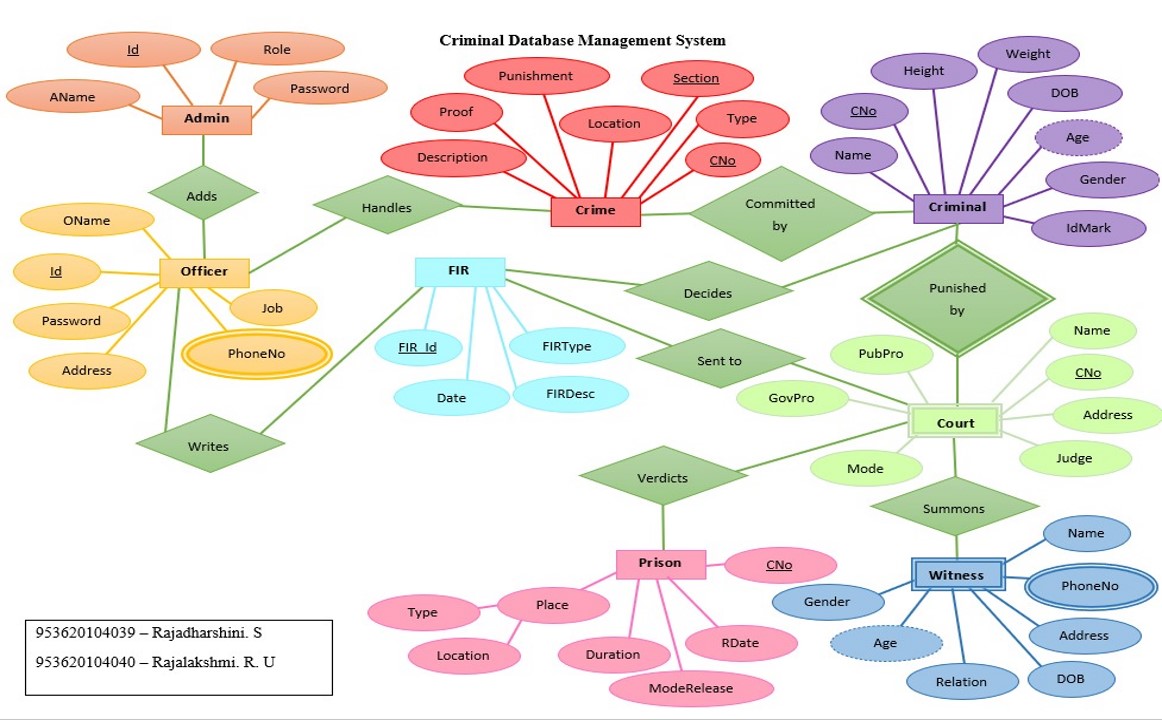 Criminal Database Management System
Id
Role
AName
Password
Admin
Adds
Punishment
Section
Proof
Location
Type
Description
CNo
Crime
Handles
Committed
by
Weight
Height
DOB
CNo
Age
Name
Gender
Criminal
IdMark
OName
Id
Officer
Password
Job
Address
PhoneNo
Writes
FIR
FIR_Id
FIRType
Date
FIRDesc
Decides
Sent to
Punished
by
PubPro
Name
GovPro
CNo
Court
Address
Mode
Judge
Verdicts
Summons
Prison
CNo
Place
Type
Location
Duration
RDate
ModeRelease
Witness
Name
PhoneNo
Gender
Age
Address
Relation
DOB
953620104039 – Rajadharshini. S
953620104040 – Rajalakshmi. R. U